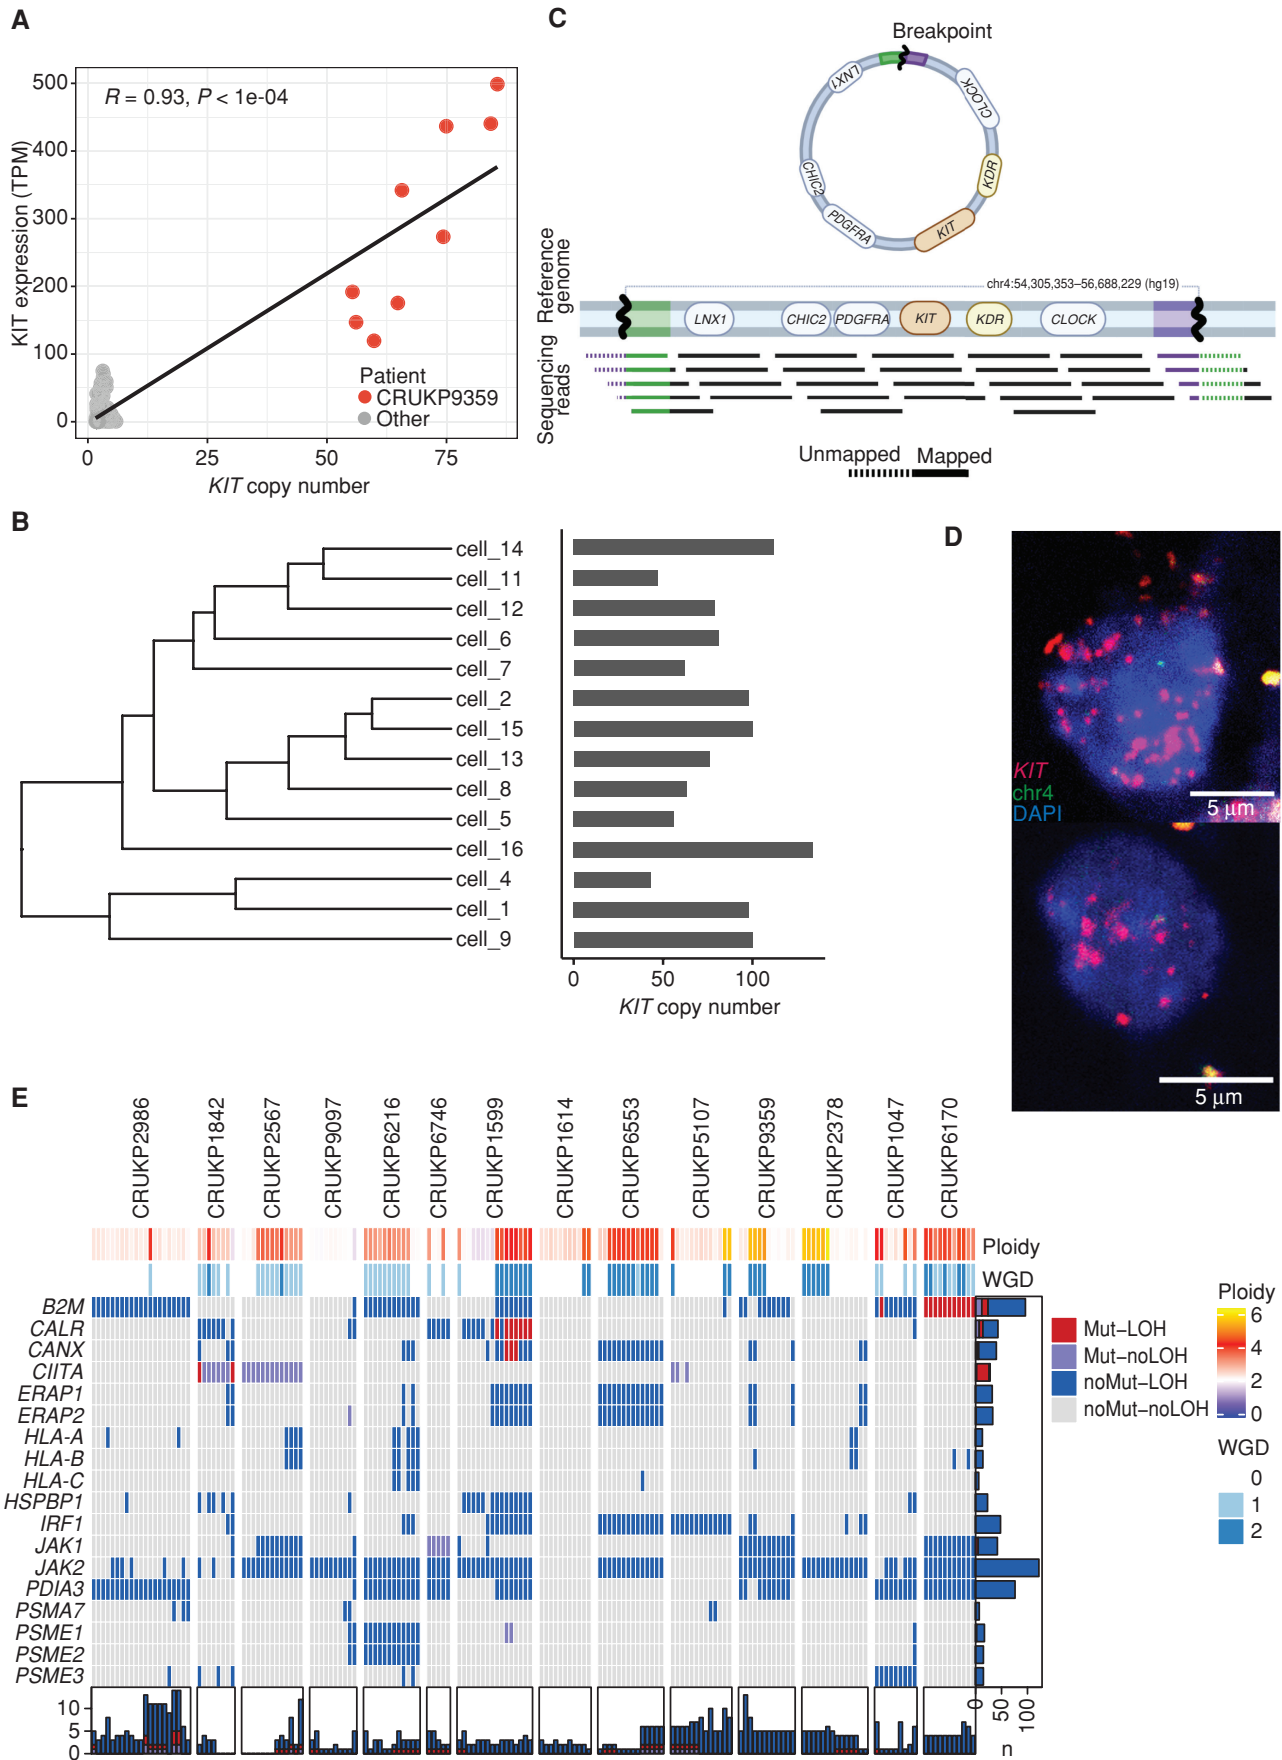 A
R = 0.93, P < 1e-04
KIT expression (TPM)
500
400
300
200
100
0
Patient
CRUKP9359
Other
0 25 50 75
KIT copy number
C
Breakpoint
LNX1
CLOCK
CHIC2
KDR
PDGFRA
KIT
Reference genome
chr4:54,305,353–56,688,229 (hg19)
LNX1 CHIC2 PDGFRA KIT KDR CLOCK
Sequencing reads
Unmapped Mapped
B
cell_14
cell_11
cell_12
cell_6
cell_7
cell_2
cell_15
cell_13
cell_8
cell_5
cell_16
cell_4
cell_1
cell_9
0 50 100
KIT copy number
D
KIT
chr4
DAPI
5 µm
5 µm
E
CRUKP2986
CRUKP1842
CRUKP2567
CRUKP9097
CRUKP6216
CRUKP6746
CRUKP1599
CRUKP1614
CRUKP6553
CRUKP5107
CRUKP9359
CRUKP2378
CRUKP1047
CRUKP6170
Ploidy
WGD
B2M
CALR
CANX
CIITA
ERAP1
ERAP2
HLA-A
HLA-B
HLA-C
HSPBP1
IRF1
JAK1
JAK2
PDIA3
PSMA7
PSME1
PSME2
PSME3
10
5
0
0 50 100
n
Mut–LOH
Mut–noLOH
noMut–LOH
noMut–noLOH
Ploidy
6
4
2
0
WGD
0
1
2